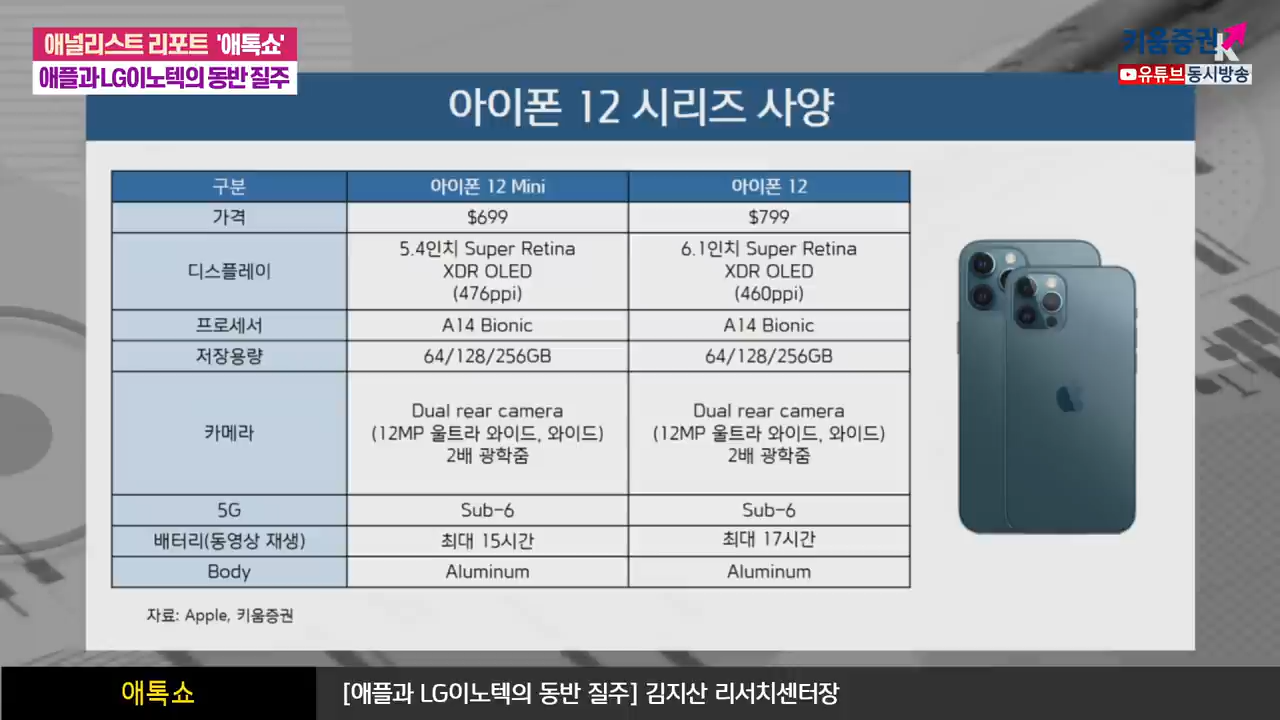 애널리스트 리포트 '애톡쇼'
애플과 LG이노텍의 동반 질주
키움증권
유튜브동시방송
아이폰 12 시리즈 사양
구분 아이폰 12 Mini 아이폰 12
가격 $699 $799
디스플레이 5.4인치 Super Retina XDR OLED (476ppi) 6.1인치 Super Retina XDR OLED (460ppi)
프로세서 A14 Bionic A14 Bionic
저장용량 64/128/256GB 64/128/256GB
카메라 Dual rear camera (12MP 울트라 와이드, 와이드) 2배 광학줌 Dual rear camera (12MP 울트라 와이드, 와이드) 2배 광학줌
5G Sub-6 Sub-6
배터리(동영상 재생) 최대 15시간 최대 17시간
Body Aluminum Aluminum
자료: Apple, 키움증권
애톡쇼 [애플과 LG이노텍의 동반 질주] 김지산 리서치센터장